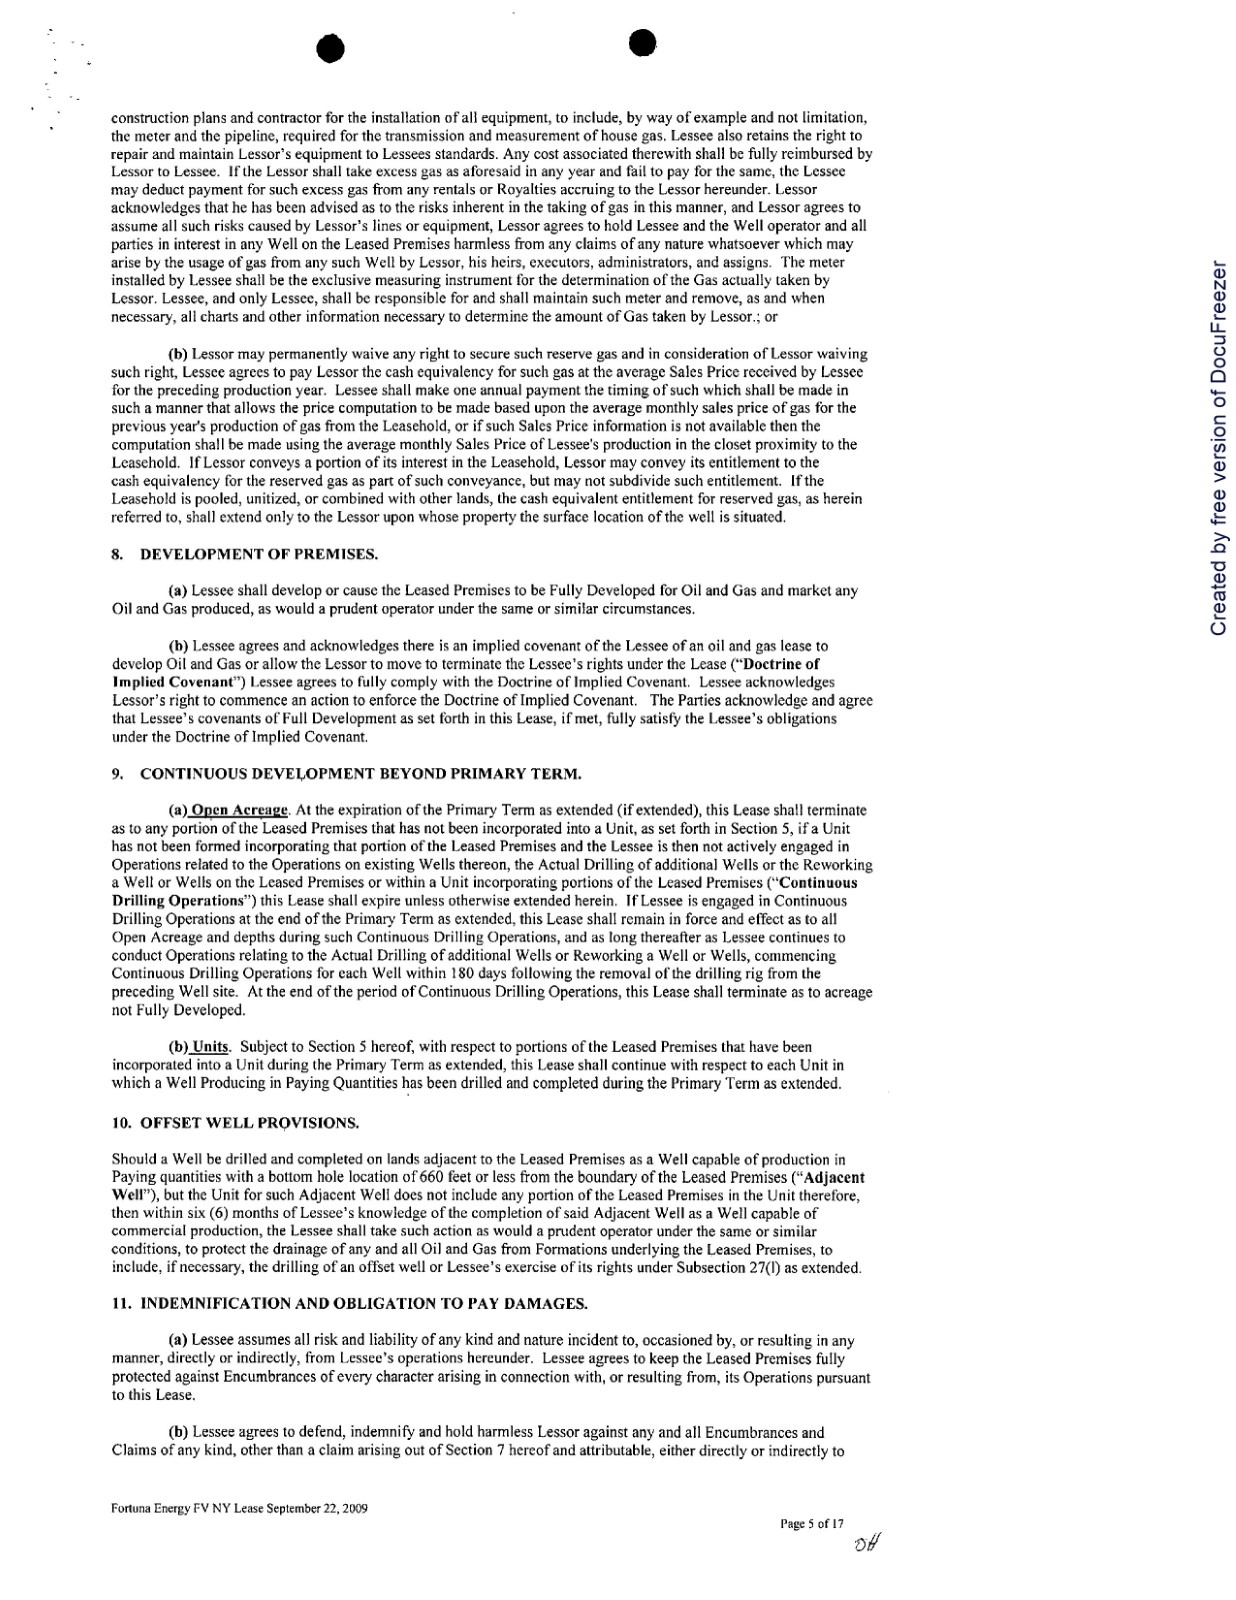 construction plans and contractor for the installation of all equipment, to include, by way of example and not limitation,
the meter and the pipeline, required for the transmission and measurement of house gas. Lessee also retains the right to
repair and maintain Lessor's equipment to Lessees standards. Any cost associated therewith shall be fully reimbursed by
Lessor to Lessee. If the Lessor shall take excess gas as aforesaid in any year and fail to pay for the same, the Lessee
may deduct payment for such excess gas from any rentals or Royalties accruing to the Lessor hereunder. Lessor
acknowledges that he has been advised as to the risks inherent in the taking of gas in this manner, and Lessor agrees to
assume all such risks caused by Lessor's lines or equipment, Lessor agrees to hold Lessee and the Well operator and all
parties in interest in any Well on the Leased Premises harmless from any claims of any nature whatsoever which may
arise by the usage of gas from any such Well by Lessor, his heirs, executors, administrators, and assigns. The meter
installed by Lessee shall be the exclusive measuring instrument for the determination of the Gas actually taken by
Lessor. Lessee, and only Lessee, shall be responsible for and shall maintain such meter and remove, as and when
necessary, all charts and other information necessary to determine the amount of Gas taken by Lessor.; or
(b) Lessor may permanently waive any right to secure such reserve gas and in consideration of Lessor waiving
such right, Lessee agrees to pay Lessor the cash equivalency for such gas at the average Sales Price received by Lessee
for the preceding production year. Lessee shall make one annual payment the timing of such which shall be made in
such a manner that allows the price computation to be made based upon the average monthly sales price of gas for the
previous year's production of gas from the Leasehold, or if such Sales Price information is not available then the
computation shall be made using the average monthly Sales Price of Lessee's production in the closet proximity to the
Leasehold. If Lessor conveys a portion of its interest in the Leasehold, Lessor may convey its entitlement to the
cash equivalency for the reserved gas as part of such conveyance, but may not subdivide such entitlement. If the
Leasehold is pooled, unitized, or combined with other lands, the cash equivalent entitlement for reserved gas, as herein
referred to, shall extend only to the Lessor upon whose property the surface location of the well is situated.
8. DEVELOPMENT OF PREMISES.
(a) Lessee shall develop or cause the Leased Premises to be Fully Developed for Oil and Gas and market any
Oil and Gas produced, as would a prudent operator under the same or similar circumstances.
(b) Lessee agrees and acknowledges there is an implied covenant of the Lessee of an oil and gas lease to
develop Oil and Gas or allow the Lessor to move to terminate the Lessee's rights under the Lease ("Doctrine of
Implied Covenant") Lessee agrees to fully comply with the Doctrine of Implied Covenant. Lessee acknowledges
Lessor's right to commence an action to enforce the Doctrine of Implied Covenant. The Parties acknowledge and agree
that Lessee's covenants of Full Development as set forth in this Lease, if met, fully satisfy the Lessee's obligations
under the Doctrine of Implied Covenant.
9. CONTINUOUS DEVELOPMENT BEYOND PRIMARY TERM.
(a) Open Acreage. At the expiration of the Primary Term as extended (if extended), this Lease shall terminate
as to any portion of the Leased Premises that has not been incorporated into a Unit, as set forth in Section 5, if a Unit
has not been formed incorporating that portion of the Leased Premises and the Lessee is then not actively engaged in
Operations related to the Operations on existing Wells thereon, the Actual Drilling of additional Wells or the Reworking
a Well or Wells on the Leased Premises or within a Unit incorporating portions of the Leased Premises ("Continuous
Drilling Operations") this Lease shall expire unless otherwise extended herein. If Lessee is engaged in Continuous
Drilling Operations at the end of the Primary Term as extended, this Lease shall remain in force and effect as to all
Open Acreage and depths during such Continuous Drilling Operations, and as long thereafter as Lessee continues to
conduct Operations relating to the Actual Drilling of additional Wells or Reworking a Well or Wells, commencing
Continuous Drilling Operations for each Well within 180 days following the removal of the drilling rig from the
preceding Well site. At the end of the period of Continuous Drilling Operations, this Lease shall terminate as to acreage
not Fully Developed.
(b) Units. Subject to Section 5 hereof, with respect to portions of the Leased Premises that have been
incorporated into a Unit during the Primary Term as extended, this Lease shall continue with respect to each Unit in
which a Well Producing in Paying Quantities has been drilled and completed during the Primary Term as extended.
10. OFFSET WELL PROVISIONS.
Should a Well be drilled and completed on lands adjacent to the Leased Premises as a Well capable of production in
Paying quantities with a bottom hole location of 660 feet or less from the boundary of the Leased Premises ("Adjacent
Well"), but the Unit for such Adjacent Well does not include any portion of the Leased Premises in the Unit therefore,
then within six (6) months of Lessee's knowledge of the completion of said Adjacent Well as a Well capable of
commercial production, the Lessee shall take such action as would a prudent operator under the same or similar
conditions, to protect the drainage of any and all Oil and Gas from Formations underlying the Leased Premises, to
include, if necessary, the drilling of an offset well or Lessee's exercise of its rights under Subsection 27(l) as extended.
11. INDEMNIFICATION AND OBLIGATION TO PAY DAMAGES.
(a) Lessee assumes all risk and liability of any kind and nature incident to, occasioned by, or resulting in any
manner, directly or indirectly, from Lessee's operations hereunder. Lessee agrees to keep the Leased Premises fully
protected against Encumbrances of every character arising in connection with, or resulting from, its Operations pursuant
to this Lease.
(b) Lessee agrees to defend, indemnify and hold harmless Lessor against any and all Encumbrances and
Claims of any kind, other than a claim arising out of Section 7 hereof and attributable, either directly or indirectly to
Fortuna Energy FV NY Lease September 22, 2009
Page 5 of 17
Created by free version of DocuFreezer